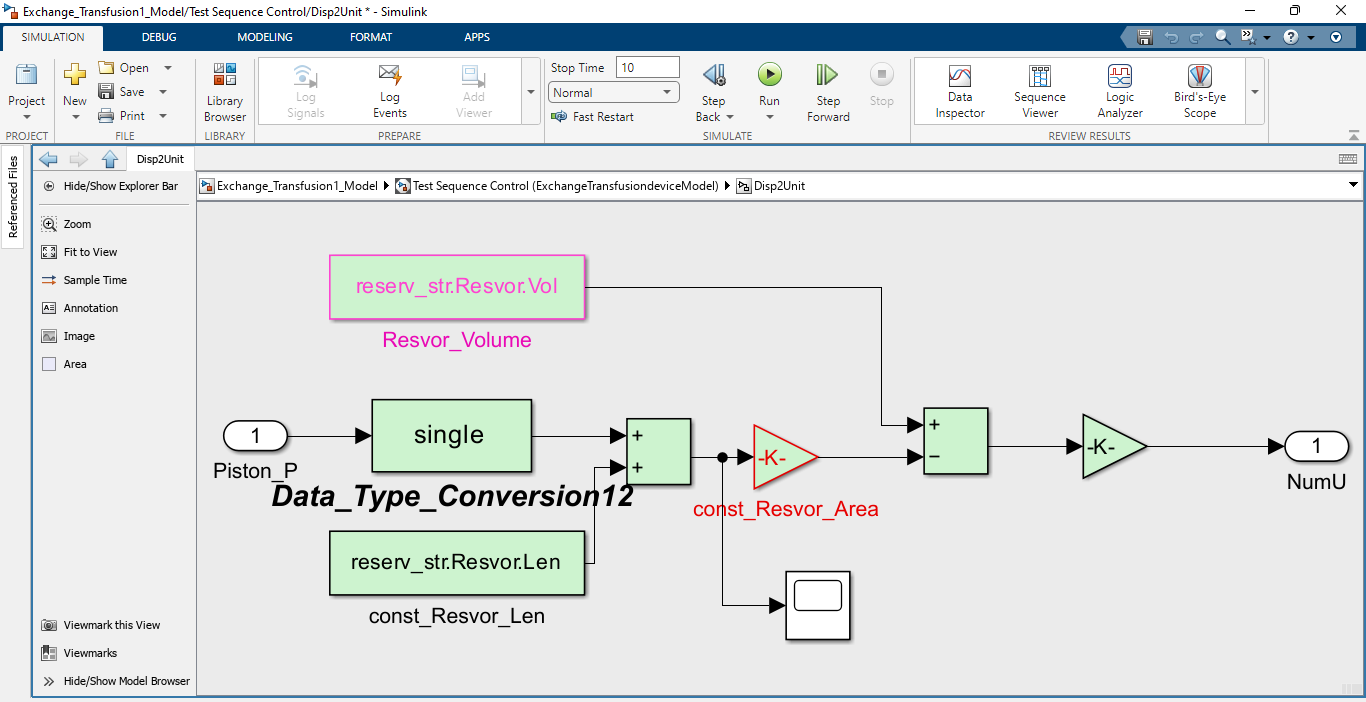 Exchange_Transfusion1_Model/Test Sequence Control/Disp2Unit * - Simulink
SIMULATION DEBUG MODELING FORMAT APPS
Project
New
Open
Save
Print
Library Browser
Log Signals
Log Events
Add Viewer
Stop Time 10
Normal
Fast Restart
Step Back
Run
Step Forward
Stop
Data Inspector
Sequence Viewer
Logic Analyzer
Bird's-Eye Scope
PROJECT FILE LIBRARY PREPARE SIMULATE REVIEW RESULTS
Referenced Files
Disp2Unit
Hide/Show Explorer Bar
Exchange_Transfusion1_Model Test Sequence Control (ExchangeTransfusiondeviceModel) Disp2Unit
Zoom
Fit to View
Sample Time
Annotation
Image
Area
Viewmark this View
Viewmarks
Hide/Show Model Browser
reserv_str.Resvor.Vol
Resvor_Volume
1
Piston_P
single
Data_Type_Conversion12
+
+
reserv_str.Resvor.Len
const_Resvor_Len
-K-
const_Resvor_Area
+
−
-K-
1
NumU